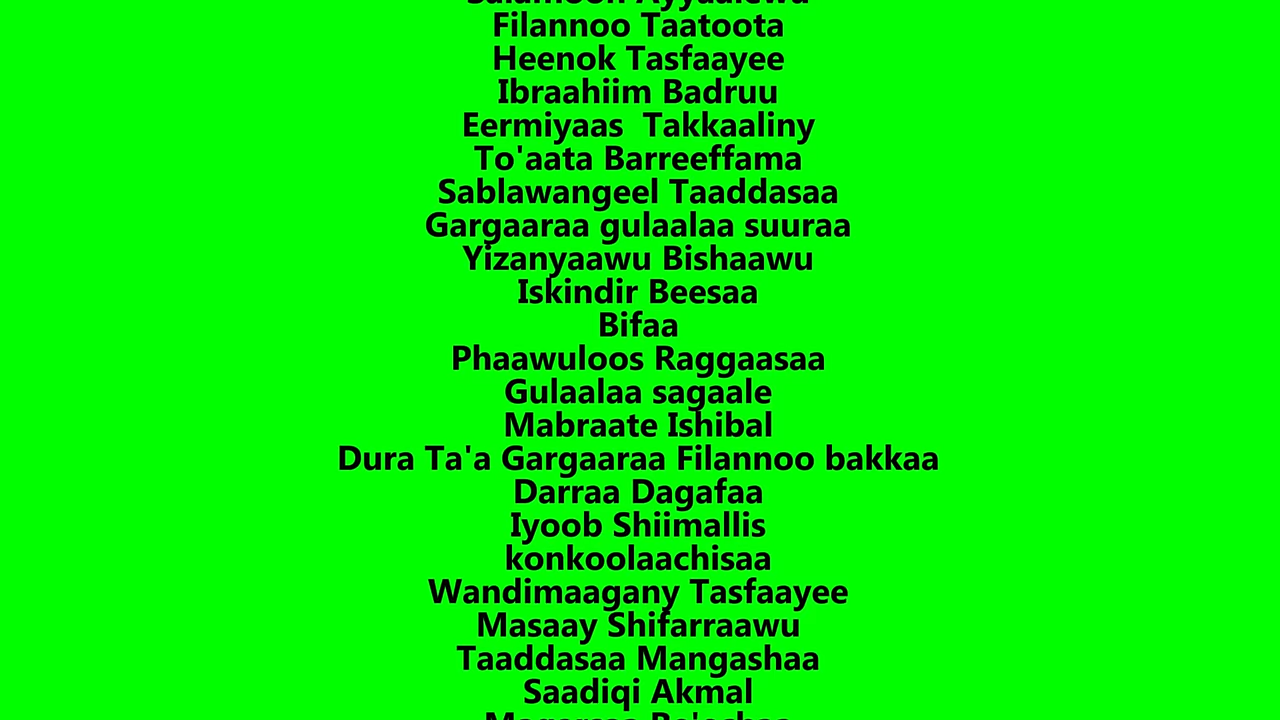 Filannoo Taatoota
Heenok Tasfaayee
Ibraahiim Badruu
Eermiyaas  Takkaaliny
To'aata Barreeffama
Sablawangeel Taaddasaa
Gargaaraa gulaalaa suuraa
Yizanyaawu Bishaawu
Iskindir Beesaa
Bifaa
Phaawuloos Raggaasaa
Gulaalaa sagaale
Mabraate Ishibal
Dura Ta'a Gargaaraa Filannoo bakkaa
Darraa Dagafaa
Iyoob Shiimallis
konkoolaachisaa
Wandimaagany Tasfaayee
Masaay Shifarraawu
Taaddasaa Mangashaa
Saadiqi Akmal